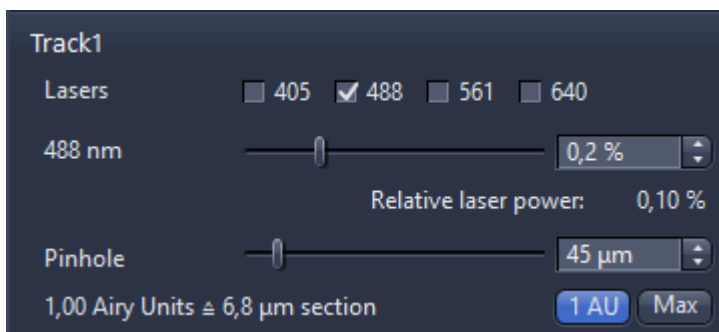 Track1
Lasers 405 488 561 640
488 nm 0,2 %
Relative laser power: 0,10 %
Pinhole 45 µm
1,00 Airy Units ≙ 6,8 µm section 1 AU Max